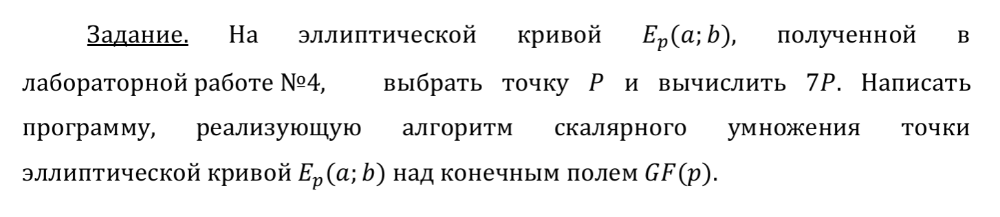 Задание. На эллиптической кривой $E_p(a; b)$, полученной в
лабораторной работе №4, выбрать точку $P$ и вычислить $7P$. Написать
программу, реализующую алгоритм скалярного умножения точки
эллиптической кривой $E_p(a; b)$ над конечным полем $GF(p)$.